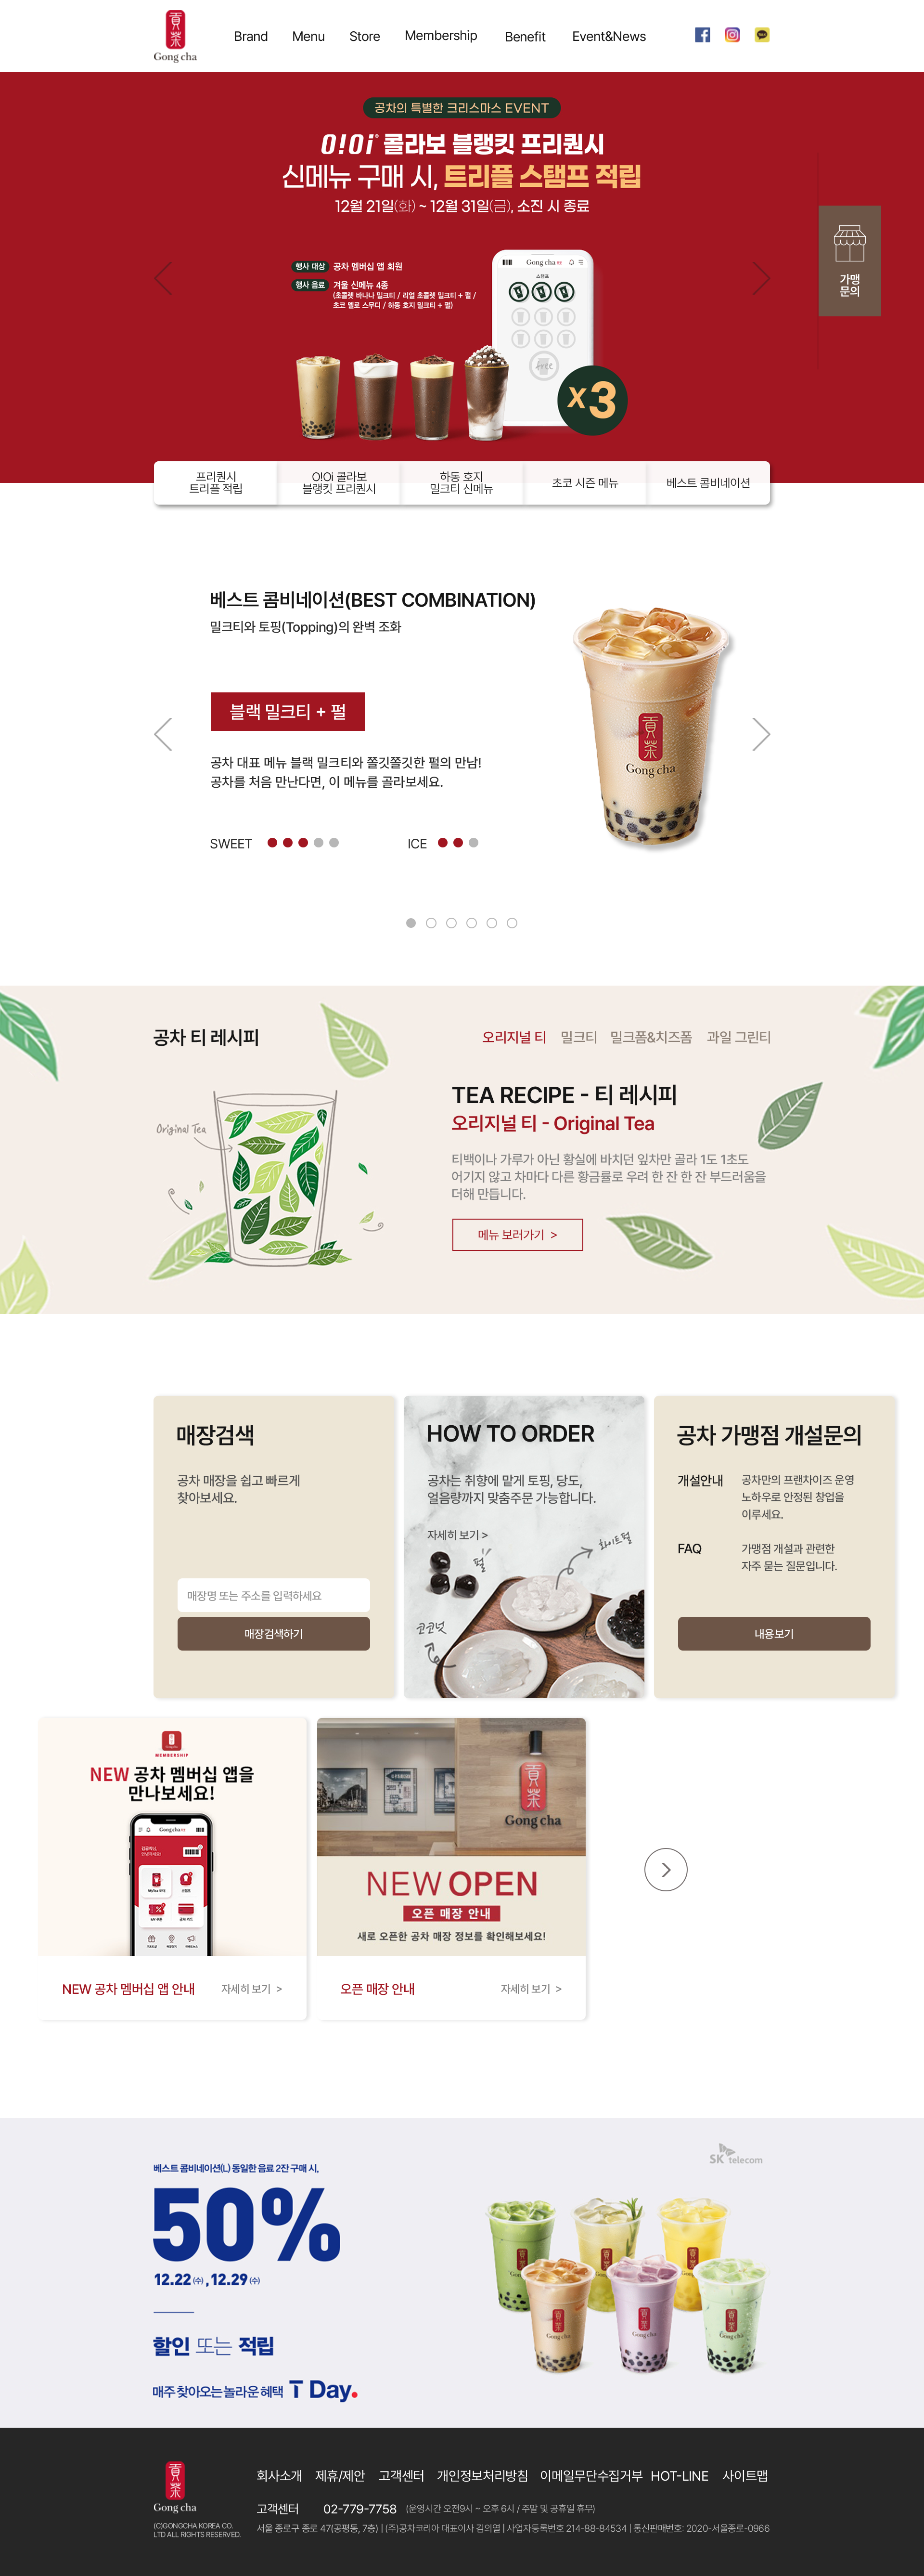 貢茶
Gong cha
Brand
Menu
Store
Membership
Benefit
Event&News
공차의 특별한 크리스마스 EVENT
O!Oi® 콜라보 블랭킷 프리퀀시
신메뉴 구매 시, 트리플 스탬프 적립
12월 21일(화) ~ 12월 31일(금), 소진 시 종료
가맹
문의
행사 대상 공차 멤버십 앱 회원
행사 음료 겨울 신메뉴 4종
(초콜렛 바나나 밀크티 / 리얼 초콜렛 밀크티 + 펄 /
초코 멜로 스무디 / 하동 호지 밀크티 + 펄)
Gong cha
스탬프
FREE
X3
프리퀀시
트리플 적립
O!Oi 콜라보
블랭킷 프리퀀시
하동 호지
밀크티 신메뉴
초코 시즌 메뉴
베스트 콤비네이션
베스트 콤비네이션(BEST COMBINATION)
밀크티와 토핑(Topping)의 완벽 조화
블랙 밀크티 + 펄
공차 대표 메뉴 블랙 밀크티와 쫄깃쫄깃한 펄의 만남!
공차를 처음 만난다면, 이 메뉴를 골라보세요.
SWEET
ICE
貢茶
Gong cha
공차 티 레시피
오리지널 티
밀크티
밀크폼&치즈폼
과일 그린티
Original Tea
TEA RECIPE - 티 레시피
오리지널 티 - Original Tea
티백이나 가루가 아닌 황실에 바치던 잎차만 골라 1도 1초도
어기지 않고 차마다 다른 황금률로 우려 한 잔 한 잔 부드러움을
더해 만듭니다.
메뉴 보러가기 >
매장검색
공차 매장을 쉽고 빠르게
찾아보세요.
매장명 또는 주소를 입력하세요
매장검색하기
HOW TO ORDER
공차는 취향에 맡게 토핑, 당도,
얼음량까지 맞춤주문 가능합니다.
자세히 보기 >
펄
화이트펄
코코넛
공차 가맹점 개설문의
개설안내
공차만의 프랜차이즈 운영
노하우로 안정된 창업을
이루세요.
FAQ
가맹점 개설과 관련한
자주 묻는 질문입니다.
내용보기
Gong cha
MEMBERSHIP
NEW 공차 멤버십 앱을
만나보세요!
Gong cha
NEW 공차 멤버십 앱 안내
자세히 보기 >
貢茶
Gong cha
NEW OPEN
오픈 매장 안내
새로 오픈한 공차 매장 정보를 확인해보세요!
오픈 매장 안내
자세히 보기 >
SK telecom
베스트 콤비네이션(L) 동일한 음료 2잔 구매 시,
50%
12.22 (수) , 12.29 (수)
할인 또는 적립
매주 찾아오는 놀라운 혜택 T Day.
貢茶
Gong cha
(C)GONGCHA KOREA CO.
LTD ALL RIGHTS RESERVED.
회사소개
제휴/제안
고객센터
개인정보처리방침
이메일무단수집거부
HOT-LINE
사이트맵
고객센터 02-779-7758 (운영시간 오전9시 ~ 오후 6시 / 주말 및 공휴일 휴무)
서울 종로구 종로 47(공평동, 7층) | (주)공차코리아 대표이사 김의열 | 사업자등록번호 214-88-84534 | 통신판매번호: 2020-서울종로-0966